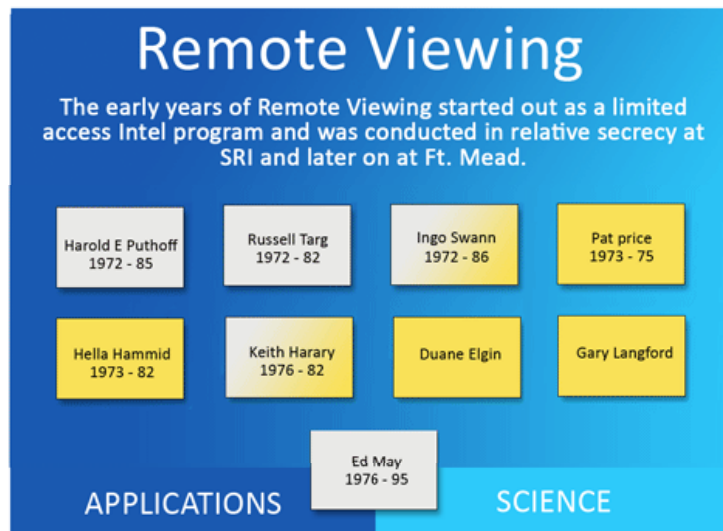 Remote Viewing
The early years of Remote Viewing started out as a limited
access Intel program and was conducted in relative secrecy at
SRI and later on at Ft. Mead.
Harold E Puthoff
1972 - 85
Russell Targ
1972 - 82
Ingo Swann
1972 - 86
Pat price
1973 - 75
Hella Hammid
1973 - 82
Keith Harary
1976 - 82
Duane Elgin
Gary Langford
Ed May
1976 - 95
APPLICATIONS
SCIENCE